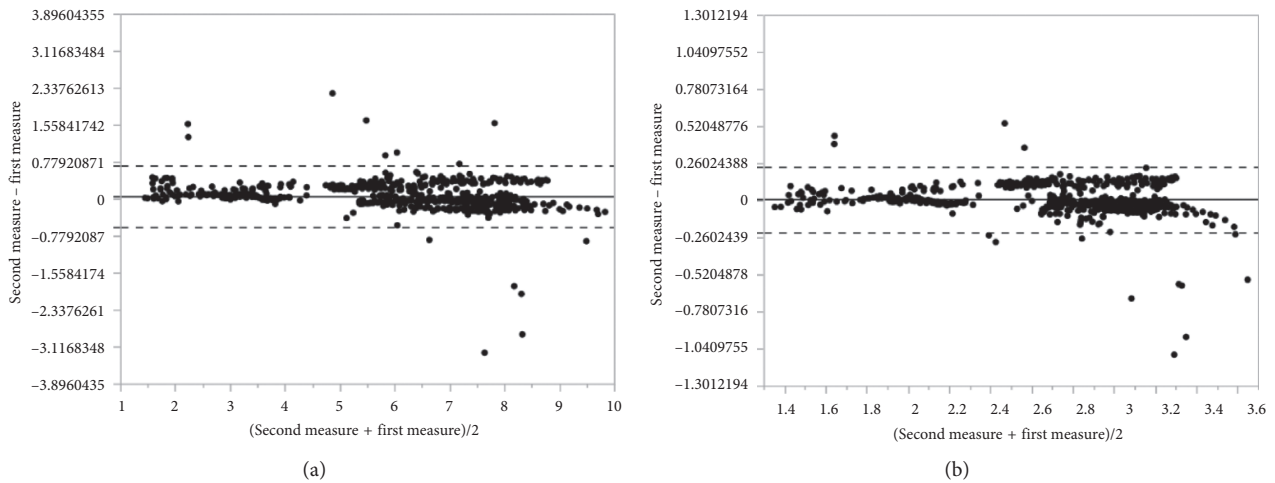 3.89604355
3.11683484
2.33762613
1.55841742
0.77920871
0
–0.7792087
–1.5584174
–2.3376261
–3.1168348
–3.8960435
Second measure – first measure
1 2 3 4 5 6 7 8 9 10
(Second measure + first measure)/2
(a)
1.3012194
1.04097552
0.78073164
0.52048776
0.26024388
0
–0.2602439
–0.5204878
–0.7807316
–1.0409755
–1.3012194
Second measure – first measure
1.4 1.6 1.8 2 2.2 2.4 2.6 2.8 3 3.2 3.4 3.6
(Second measure + first measure)/2
(b)